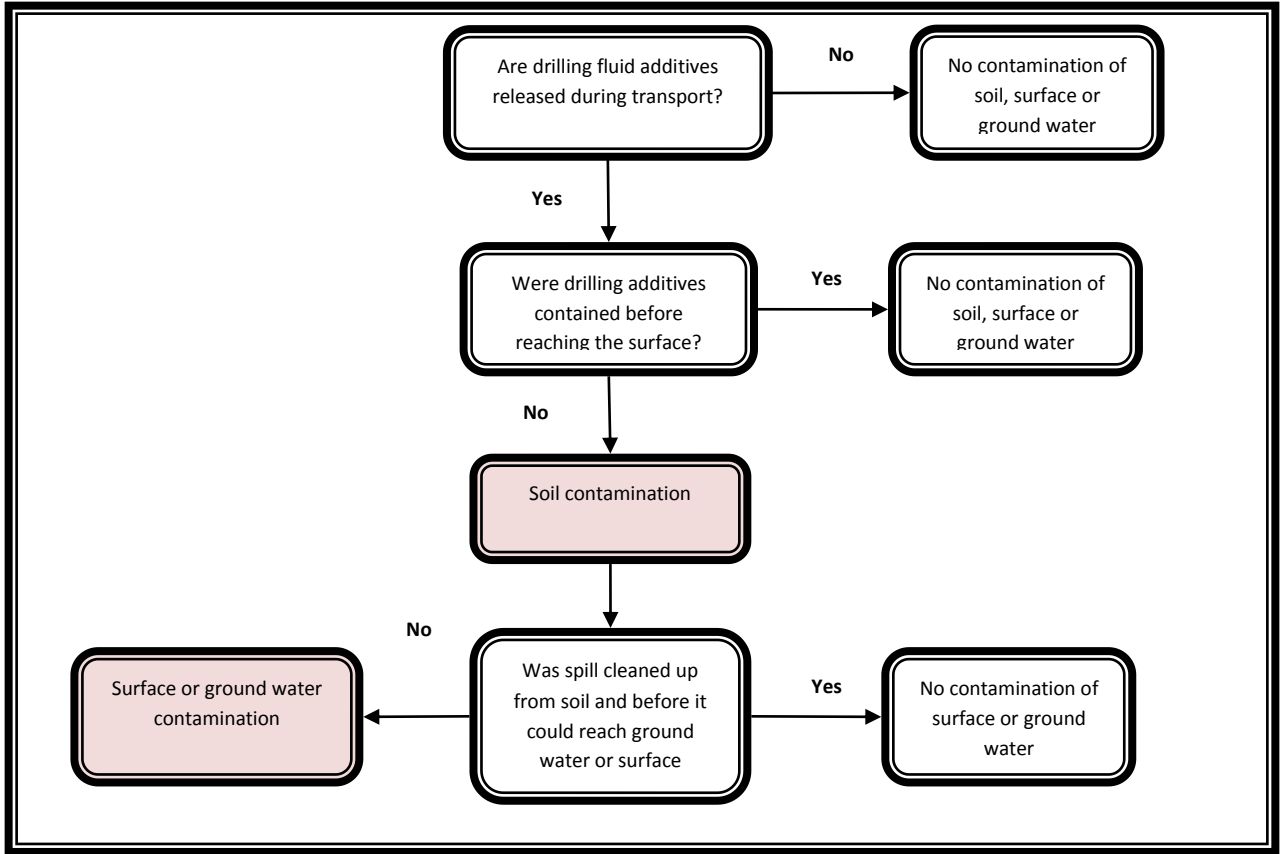 Are drilling fluid additives
released during transport?
No
No contamination of
soil, surface or
ground water
Yes
Were drilling additives
contained before
reaching the surface?
Yes
No contamination of
soil, surface or
ground water
No
Soil contamination
No
Surface or ground water
contamination
Was spill cleaned up
from soil and before it
could reach ground
water or surface
Yes
No contamination of
surface or ground
water